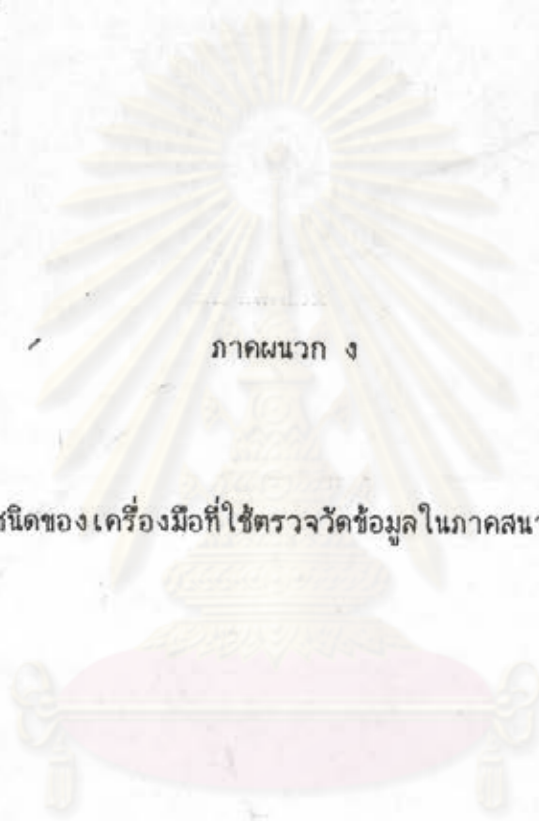 ภาคผนวก ง
ชนิดของเครื่องมือที่ใช้ตรวจวัดข้อมูลในภาคสนาม